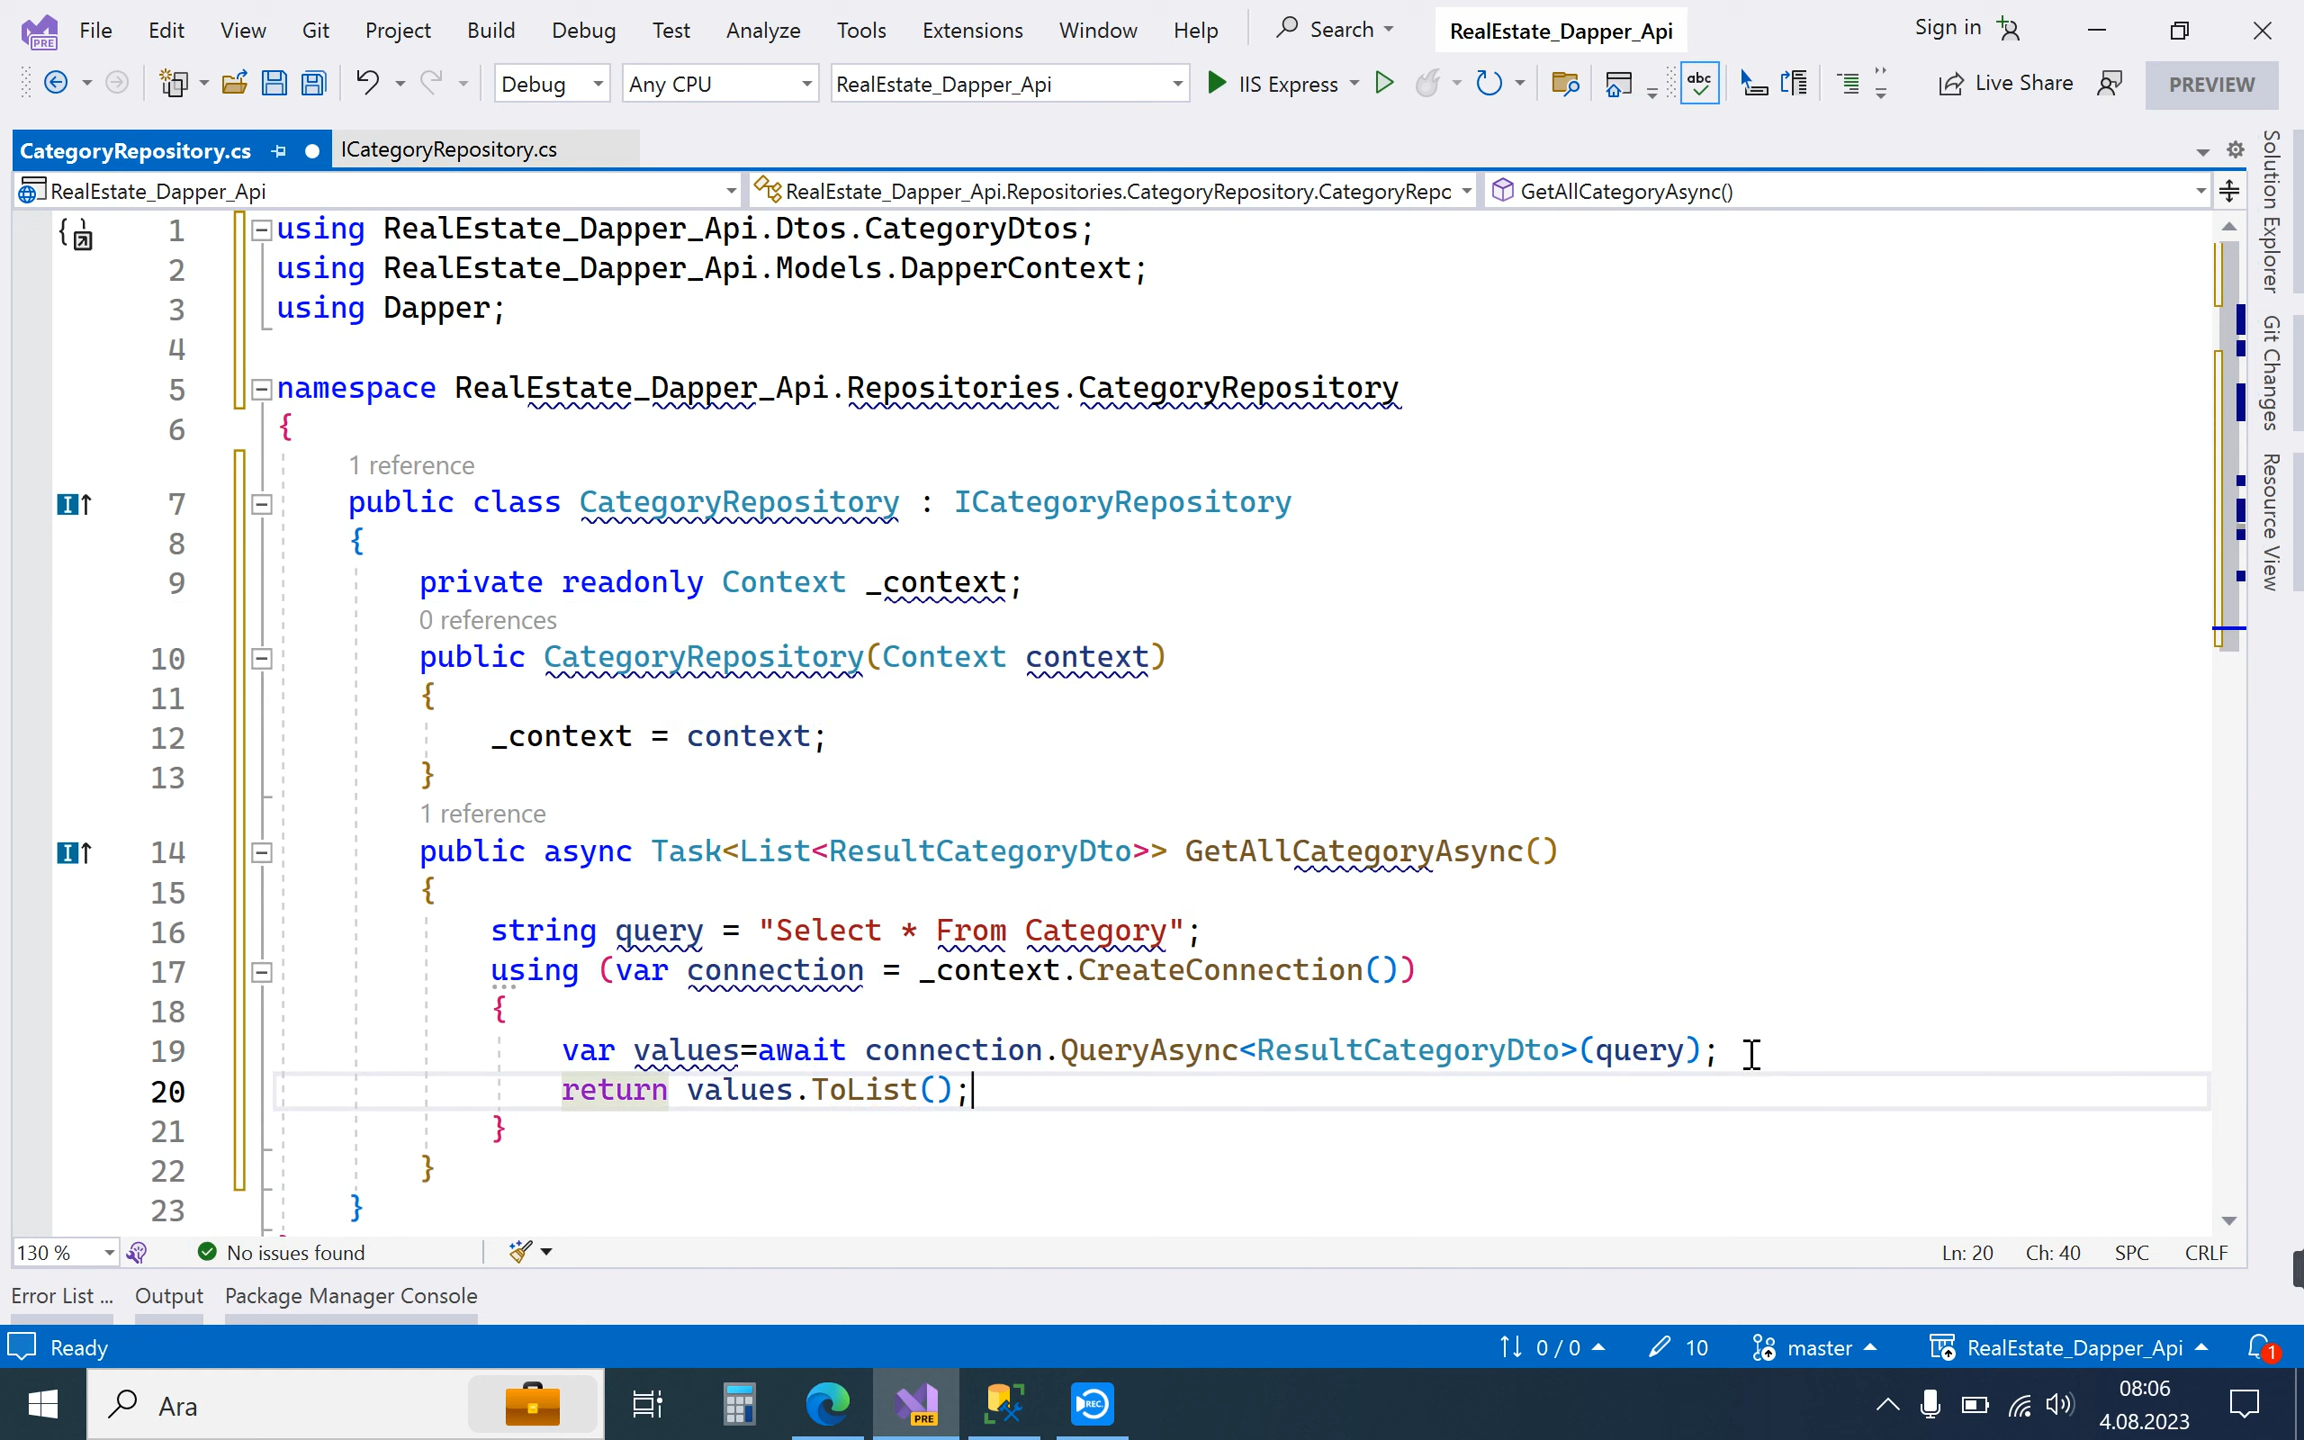 File Edit View Git Project Build Debug Test Analyze Tools Extensions Window Help Search RealEstate_Dapper_Api Sign in
Debug Any CPU RealEstate_Dapper_Api IIS Express Live Share PREVIEW
CategoryRepository.cs ICategoryRepository.cs
RealEstate_Dapper_Api RealEstate_Dapper_Api.Repositories.CategoryRepository.CategoryRepo GetAllCategoryAsync()
1 using RealEstate_Dapper_Api.Dtos.CategoryDtos;
2 using RealEstate_Dapper_Api.Models.DapperContext;
3 using Dapper;
4
5 namespace RealEstate_Dapper_Api.Repositories.CategoryRepository
6 {
1 reference
7 public class CategoryRepository : ICategoryRepository
8 {
9 private readonly Context _context;
0 references
10 public CategoryRepository(Context context)
11 {
12 _context = context;
13 }
1 reference
14 public async Task<List<ResultCategoryDto>> GetAllCategoryAsync()
15 {
16 string query = "Select * From Category";
17 using (var connection = _context.CreateConnection())
18 {
19 var values=await connection.QueryAsync<ResultCategoryDto>(query);
20 return values.ToList();
21 }
22 }
23 }
Solution Explorer
Git Changes
Resource View
130 % No issues found Ln: 20 Ch: 40 SPC CRLF
Error List ... Output Package Manager Console
Ready 0 / 0 10 master RealEstate_Dapper_Api 1
Ara 08:06
4.08.2023
PRE
abc
PRE
REC